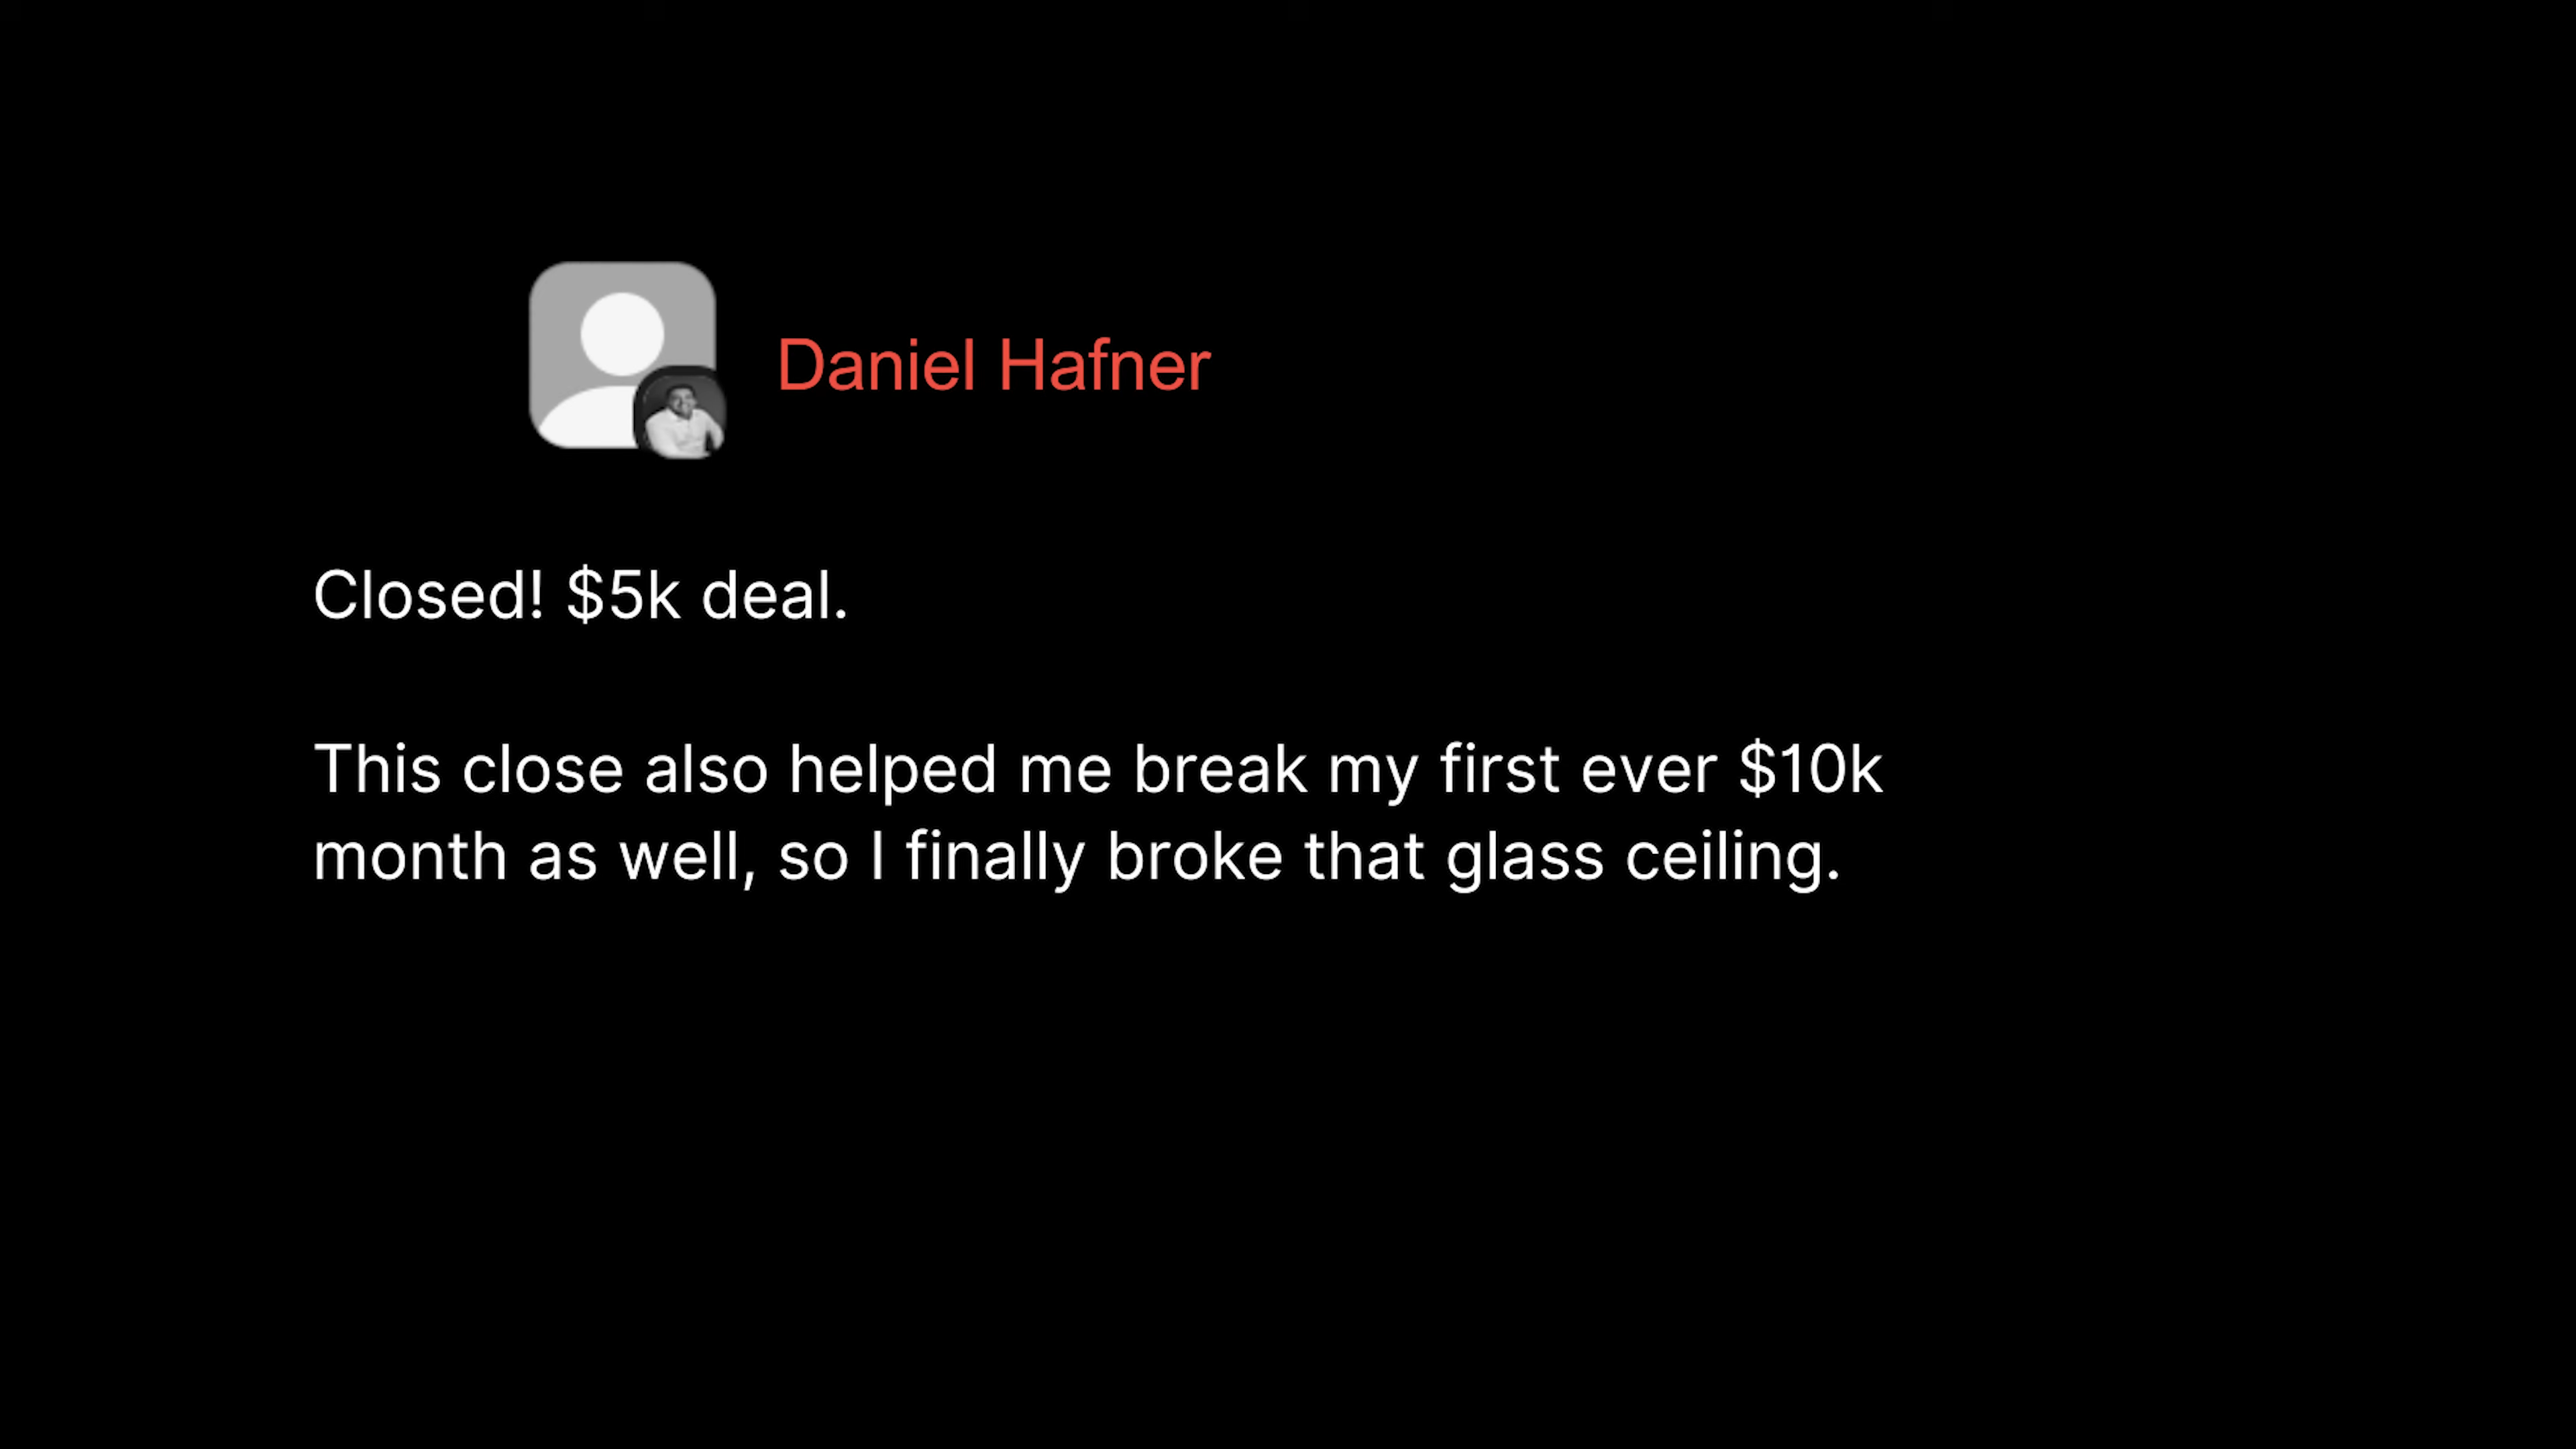 Daniel Hafner
Closed! $5k deal.
This close also helped me break my first ever $10k
month as well, so I finally broke that glass ceiling.